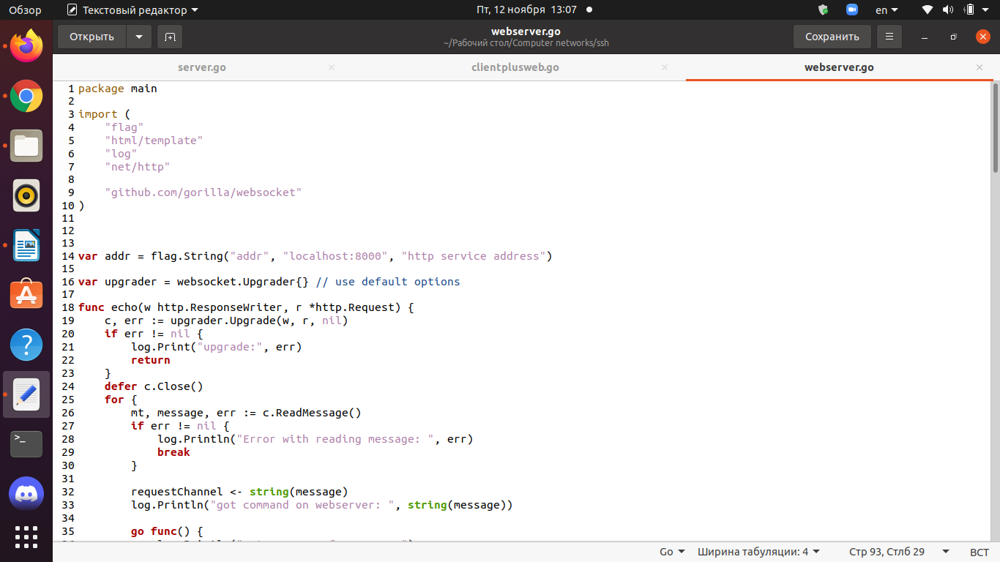 Обзор Текстовый редактор Пт, 12 ноября 13:07 en
Открыть webserver.go Сохранить
~/Рабочий стол/Computer networks/ssh
server.go clientplusweb.go webserver.go
1 package main
2
3 import (
4 "flag"
5 "html/template"
6 "log"
7 "net/http"
8
9 "github.com/gorilla/websocket"
10 )
11
12
13
14 var addr = flag.String("addr", "localhost:8000", "http service address")
15
16 var upgrader = websocket.Upgrader{} // use default options
17
18 func echo(w http.ResponseWriter, r *http.Request) {
19 c, err := upgrader.Upgrade(w, r, nil)
20 if err != nil {
21 log.Print("upgrade:", err)
22 return
23 }
24 defer c.Close()
25 for {
26 mt, message, err := c.ReadMessage()
27 if err != nil {
28 log.Println("Error with reading message: ", err)
29 break
30 }
31
32 requestChannel <- string(message)
33 log.Println("got command on webserver: ", string(message))
34
35 go func() {
Go Ширина табуляции: 4 Стр 93, Стлб 29 ВСТ